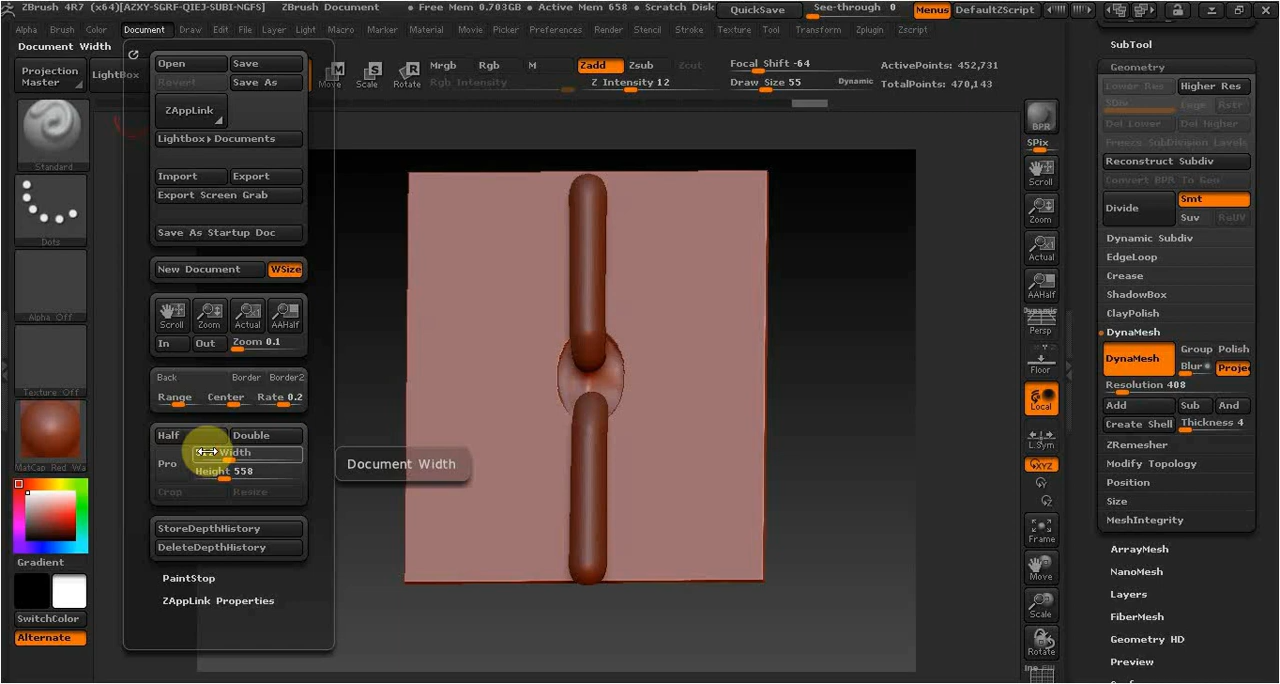 ZBrush 4R7 (x64)[AZXY-SGRF-QIEJ-SUBI-NGFS] ZBrush Document • Free Mem 0.703GB • Active Mem 658 • Scratch Disk QuickSave See-through 0 Menus DefaultZScript
Alpha Brush Color Document Draw Edit File Layer Light Macro Marker Material Movie Picker Preferences Render Stencil Stroke Texture Tool Transform Zplugin Zscript
Document Width
Projection Master
LightBox
Move
Scale
Rotate
Mrgb Rgb M
Rgb Intensity
Zadd Zsub Zcut
Z Intensity 12
Focal Shift -64
Draw Size 55
Dynamic
ActivePoints: 452,731
TotalPoints: 470,143
Standard
Dots
Alpha Off
Texture Off
MatCap Red Wa
Gradient
SwitchColor
Alternate
Open Save
Revert Save As
ZAppLink
Lightbox▸Documents
Import Export
Export Screen Grab
Save As Startup Doc
New Document WSize
Scroll Zoom Actual AAHalf
In Out Zoom 0.1
Back Border Border2
Range Center Rate 0.2
Half Double
Pro
Width
Height 558
Crop Resize
StoreDepthHistory
DeleteDepthHistory
PaintStop
ZAppLink Properties
Document Width
BPR
SPix
Scroll
Zoom
Actual
AAHalf
Dynamic
Persp
Floor
Local
L.Sym
XYZ
Frame
Move
Scale
Rotate
SubTool
Geometry
Lower Res Higher Res
SDiv Cage Rstr
Del Lower Del Higher
Freeze SubDivision Levels
Reconstruct Subdiv
Convert BPR To Geo
Divide Smt
Suv ReUV
Dynamic Subdiv
EdgeLoop
Crease
ShadowBox
ClayPolish
DynaMesh
DynaMesh Group Polish
Blur Projec
Resolution 408
Add Sub And
Create Shell Thickness 4
ZRemesher
Modify Topology
Position
Size
MeshIntegrity
ArrayMesh
NanoMesh
Layers
FiberMesh
Geometry HD
Preview